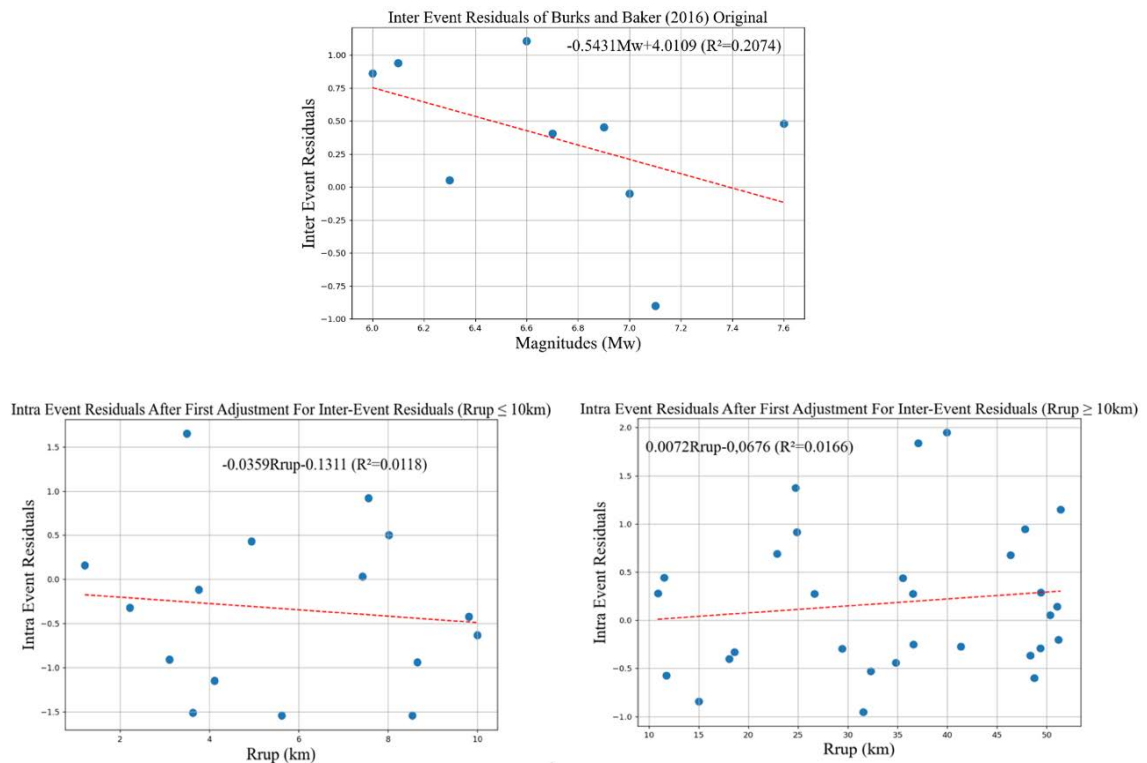 Inter Event Residuals of Burks and Baker (2016) Original
-0.5431Mw+4.0109 (R²=0.2074)
Inter Event Residuals
1.00
0.75
0.50
0.25
0.00
−0.25
−0.50
−0.75
−1.00
6.0 6.2 6.4 6.6 6.8 7.0 7.2 7.4 7.6
Magnitudes (Mw)
Intra Event Residuals After First Adjustment For Inter-Event Residuals (Rrup ≤ 10km)
-0.0359Rrup-0.1311 (R²=0.0118)
Intra Event Residuals
1.5
1.0
0.5
0.0
−0.5
−1.0
−1.5
2 4 6 8 10
Rrup (km)
Intra Event Residuals After First Adjustment For Inter-Event Residuals (Rrup ≥ 10km)
0.0072Rrup-0,0676 (R²=0.0166)
Intra Event Residuals
2.0
1.5
1.0
0.5
0.0
−0.5
−1.0
10 15 20 25 30 35 40 45 50
Rrup (km)